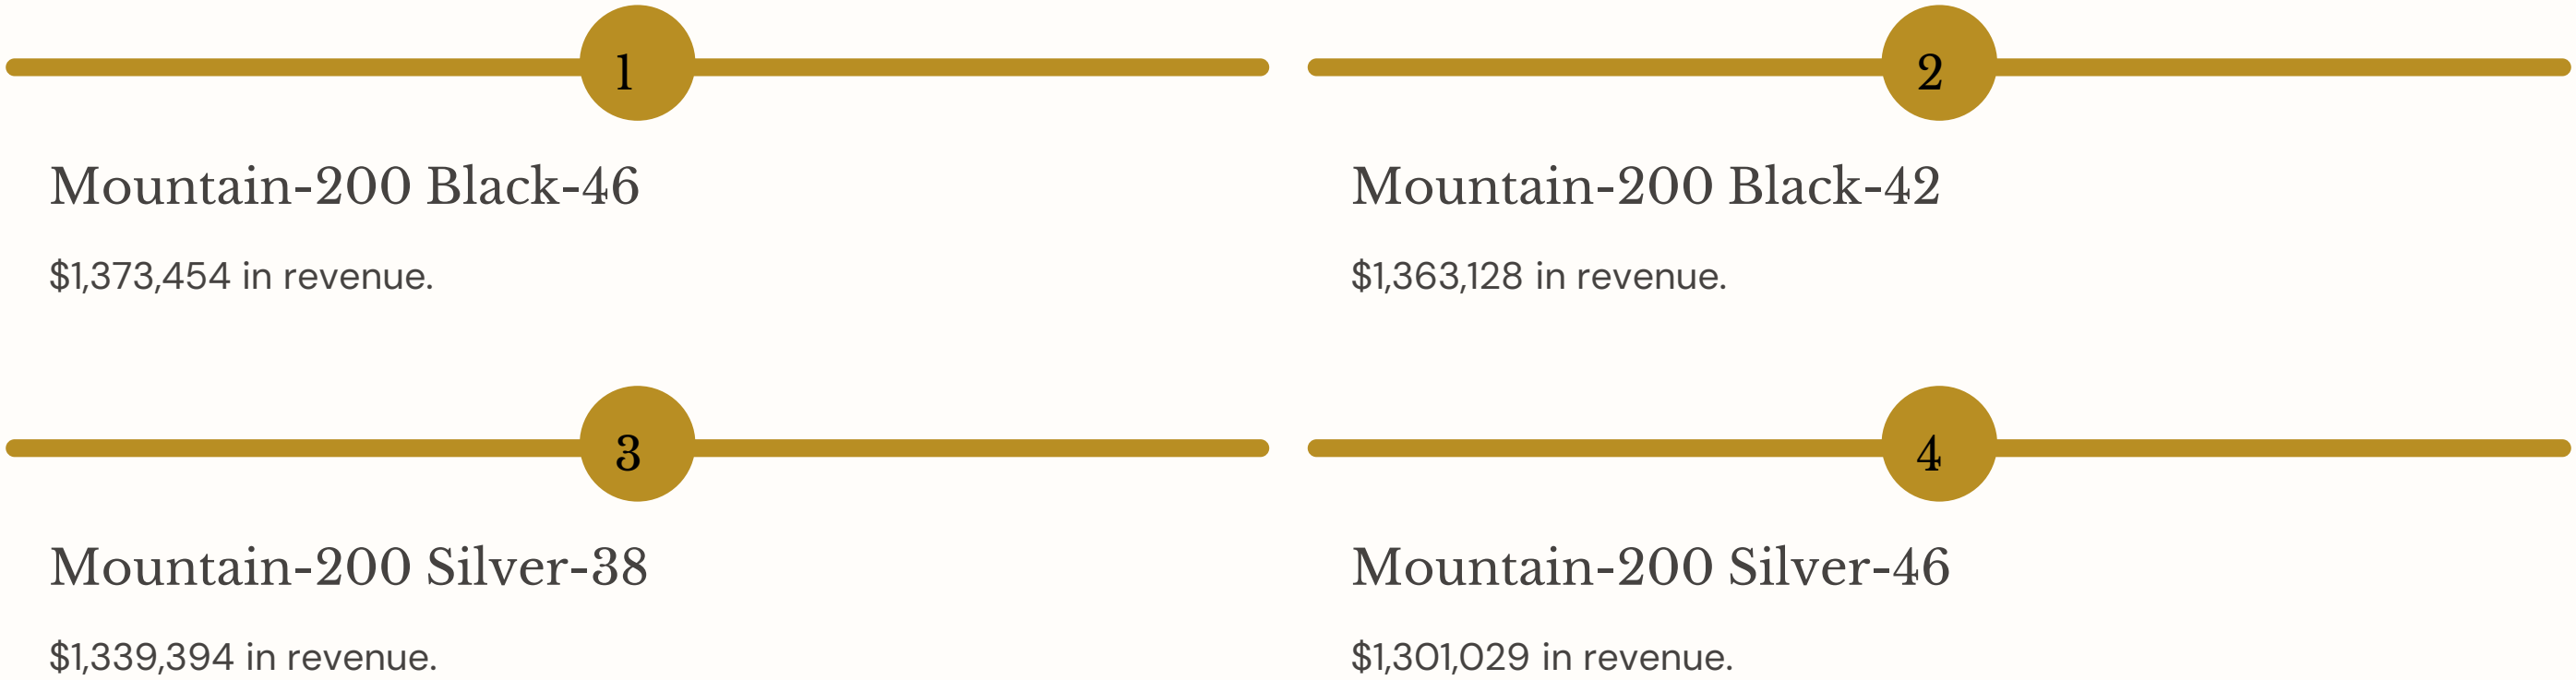 1
2
Mountain-200 Black-46
$1,373,454 in revenue.
Mountain-200 Black-42
$1,363,128 in revenue.
3
4
Mountain-200 Silver-38
$1,339,394 in revenue.
Mountain-200 Silver-46
$1,301,029 in revenue.